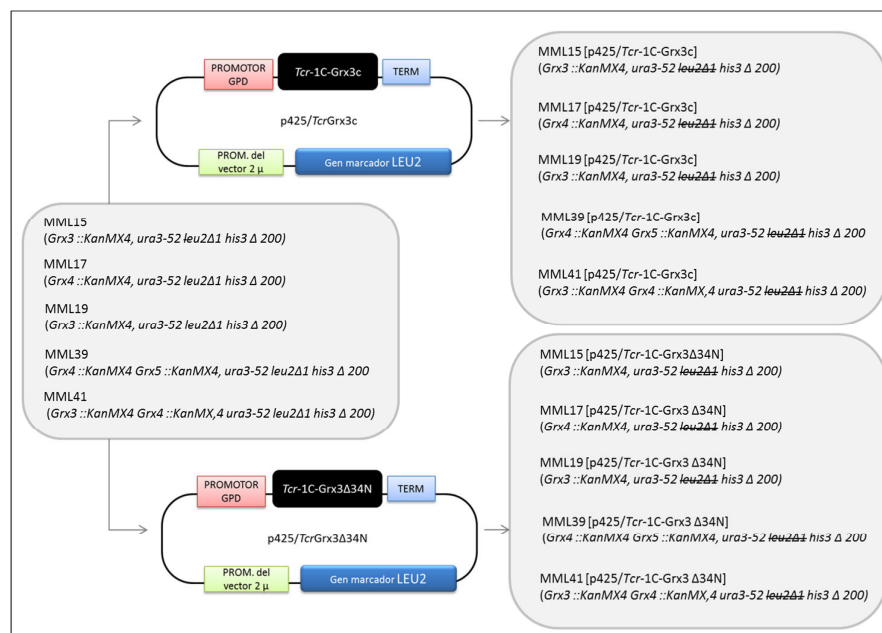 PROMOTOR
GPD
Tcr-1C-Grx3c
TERM
p425/TcrGrx3c
PROM. del
vector 2 µ
Gen marcador LEU2
MML15
(Grx3 ::KanMX4, ura3-52 leu2Δ1 his3 Δ 200)
MML17
(Grx4 ::KanMX4, ura3-52 leu2Δ1 his3 Δ 200)
MML19
(Grx3 ::KanMX4, ura3-52 leu2Δ1 his3 Δ 200)
MML39
(Grx4 ::KanMX4 Grx5 ::KanMX4, ura3-52 leu2Δ1 his3 Δ 200
MML41
(Grx3 ::KanMX4 Grx4 ::KanMX,4 ura3-52 leu2Δ1 his3 Δ 200)
PROMOTOR
GPD
Tcr-1C-Grx3Δ34N
TERM
p425/TcrGrx3Δ34N
PROM. del
vector 2 µ
Gen marcador LEU2
MML15 [p425/Tcr-1C-Grx3c]
(Grx3 ::KanMX4, ura3-52 leu2Δ1 his3 Δ 200)
MML17 [p425/Tcr-1C-Grx3c]
(Grx4 ::KanMX4, ura3-52 leu2Δ1 his3 Δ 200)
MML19 [p425/Tcr-1C-Grx3c]
(Grx3 ::KanMX4, ura3-52 leu2Δ1 his3 Δ 200)
MML39 [p425/Tcr-1C-Grx3c]
(Grx4 ::KanMX4 Grx5 ::KanMX4, ura3-52 leu2Δ1 his3 Δ 200
MML41 [p425/Tcr-1C-Grx3c]
(Grx3 ::KanMX4 Grx4 ::KanMX,4 ura3-52 leu2Δ1 his3 Δ 200)
MML15 [p425/Tcr-1C-Grx3Δ34N]
(Grx3 ::KanMX4, ura3-52 leu2Δ1 his3 Δ 200)
MML17 [p425/Tcr-1C-Grx3 Δ34N]
(Grx4 ::KanMX4, ura3-52 leu2Δ1 his3 Δ 200)
MML19 [p425/Tcr-1C-Grx3 Δ34N]
(Grx3 ::KanMX4, ura3-52 leu2Δ1 his3 Δ 200)
MML39 [p425/Tcr-1C-Grx3 Δ34N]
(Grx4 ::KanMX4 Grx5 ::KanMX4, ura3-52 leu2Δ1 his3 Δ 200
MML41 [p425/Tcr-1C-Grx3 Δ34N]
(Grx3 ::KanMX4 Grx4 ::KanMX,4 ura3-52 leu2Δ1 his3 Δ 200)